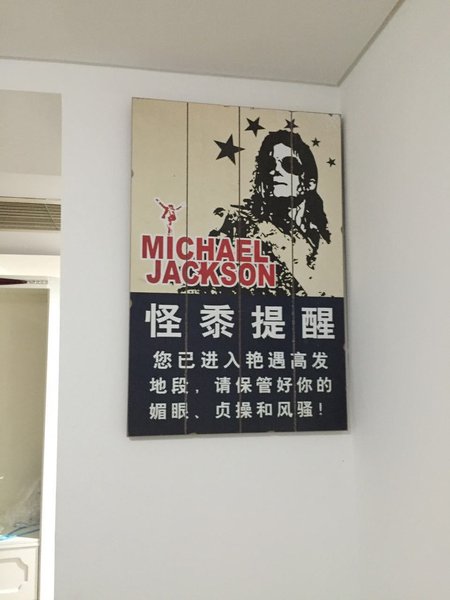 MICHAEL
JACKSON
怪黍提醒
您已进入艳遇高发
地段，请保管好你的
媚眼、贞操和风骚！